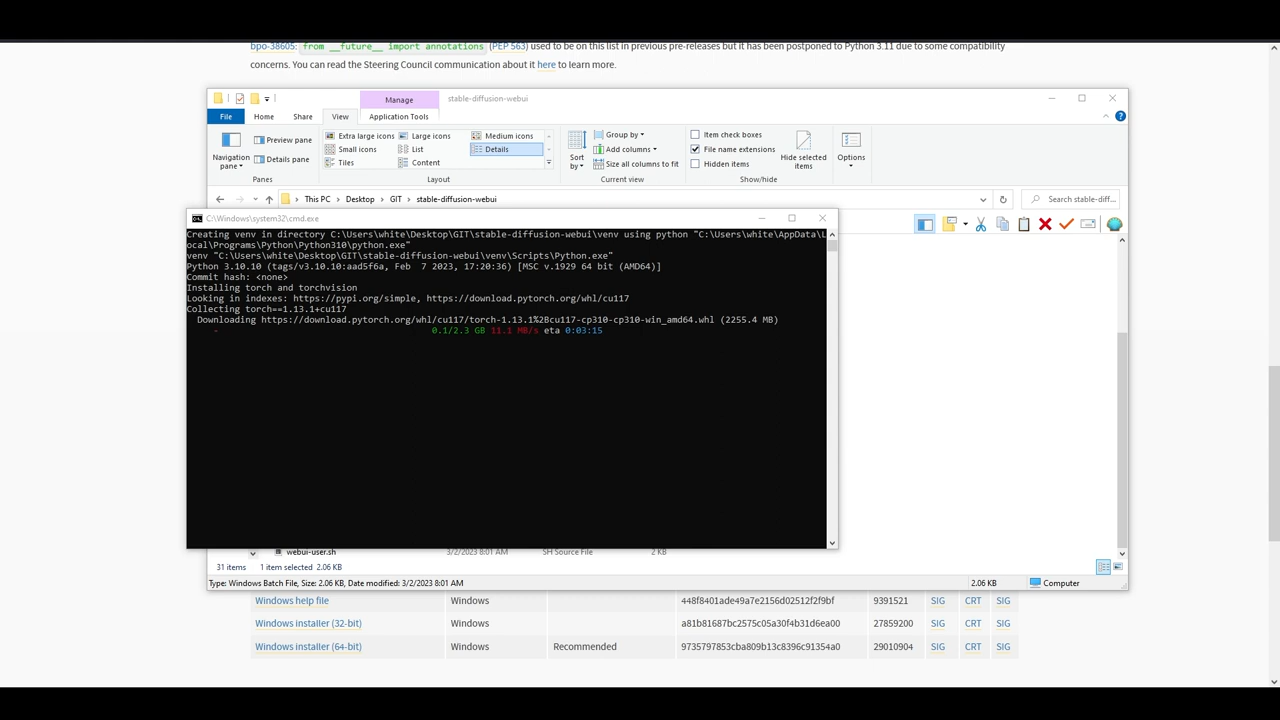 bpo-38605: from __future__ import annotations (PEP 563) used to be on this list in previous pre-releases but it has been postponed to Python 3.11 due to some compatibility
concerns. You can read the Steering Council communication about it here to learn more.
Manage
stable-diffusion-webui
File Home Share View Application Tools
Navigation pane
Preview pane
Details pane
Panes
Extra large icons Large icons Medium icons
Small icons List Details
Tiles Content
Layout
Sort by
Group by
Add columns
Size all columns to fit
Current view
Item check boxes
File name extensions
Hidden items
Hide selected items
Show/hide
Options
This PC > Desktop > GIT > stable-diffusion-webui
Search stable-diff...
C:\Windows\system32\cmd.exe
Creating venv in directory C:\Users\white\Desktop\GIT\stable-diffusion-webui\venv using python "C:\Users\white\AppData\L
ocal\Programs\Python\Python310\python.exe"
venv "C:\Users\white\Desktop\GIT\stable-diffusion-webui\venv\Scripts\Python.exe"
Python 3.10.10 (tags/v3.10.10:aad5f6a, Feb  7 2023, 17:20:36) [MSC v.1929 64 bit (AMD64)]
Commit hash: <none>
Installing torch and torchvision
Looking in indexes: https://pypi.org/simple, https://download.pytorch.org/whl/cu117
Collecting torch==1.13.1+cu117
  Downloading https://download.pytorch.org/whl/cu117/torch-1.13.1%2Bcu117-cp310-cp310-win_amd64.whl (2255.4 MB)
- 0.1/2.3 GB 11.1 MB/s eta 0:03:15
webui-user.sh 3/2/2023 8:01 AM SH Source File 2 KB
31 items 1 item selected 2.06 KB
Type: Windows Batch File, Size: 2.06 KB, Date modified: 3/2/2023 8:01 AM 2.06 KB Computer
Windows help file Windows 448f8401ade49a7e2156d02512f2f9bf 9391521 SIG CRT SIG
Windows installer (32-bit) Windows a81b81687bc2575c05a30f4b31d6ea00 27859200 SIG CRT SIG
Windows installer (64-bit) Windows Recommended 9735797853cba809b13c8396c91354a0 29010904 SIG CRT SIG